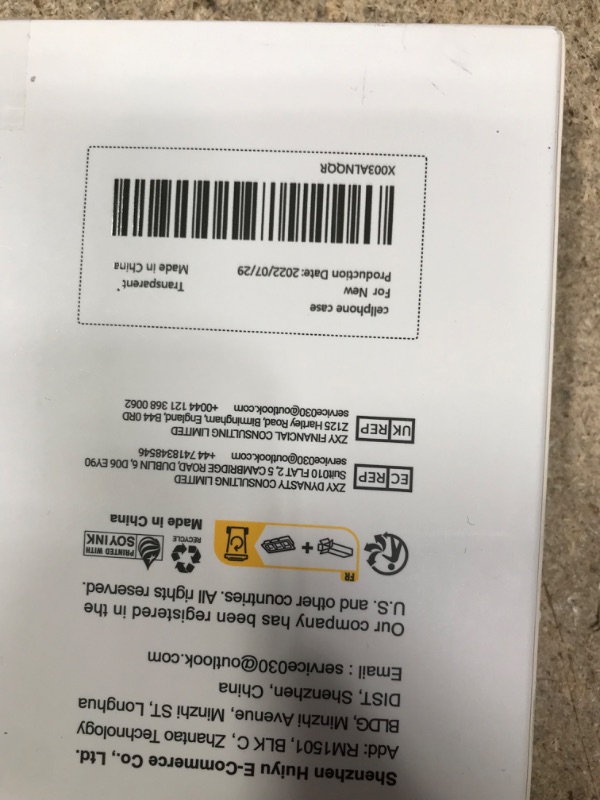 Shenzhen Huiyu E-Commerce Co., Ltd.
Add: RM1501, BLK C, Zhantao Technology
BLDG, Minzhi Avenue, Minzhi ST, Longhua
DIST, Shenzhen, China
Email : service030@outlook.com
Our company has been registered in the
U.S. and other countries. All rights reserved.
FR
+
RECYCLE
PRINTED WITH
SOY INK
Made in China
EC REP
ZXY DYNASTY CONSULTING LIMITED
Suit010 FLAT 2, 5 CAMBRIDGE ROAD, DUBLIN, 6, D06 EY90
service030@outlook.com +44 7418348546
UK REP
ZXY FINANCIAL CONSULTING LIMITED
Z125 Hartley Road, Birmingham, England, B44 0RD
service030@outlook.com +0044 121 368 0062
cellphone case
For New
Transparent
Production Date: 2022/07/29
Made in China
X003ALNQQR